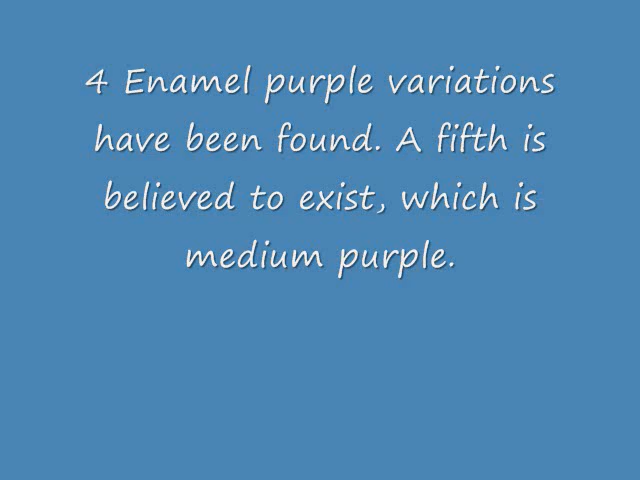 4 Enamel purple variations
have been found. A fifth is
believed to exist, which is
medium purple.